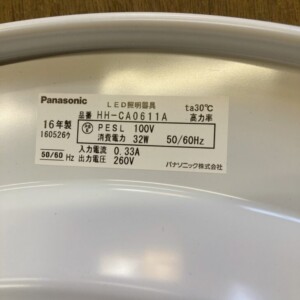 Panasonic LED照明器具 ta30℃
品番 HH-CA0611A 高力率
16年製 PESL 100V
160526ウ 消費電力 32W 50/60Hz
入力電流 0.33A
50/60 Hz 出力電圧 260V
パナソニック株式会社